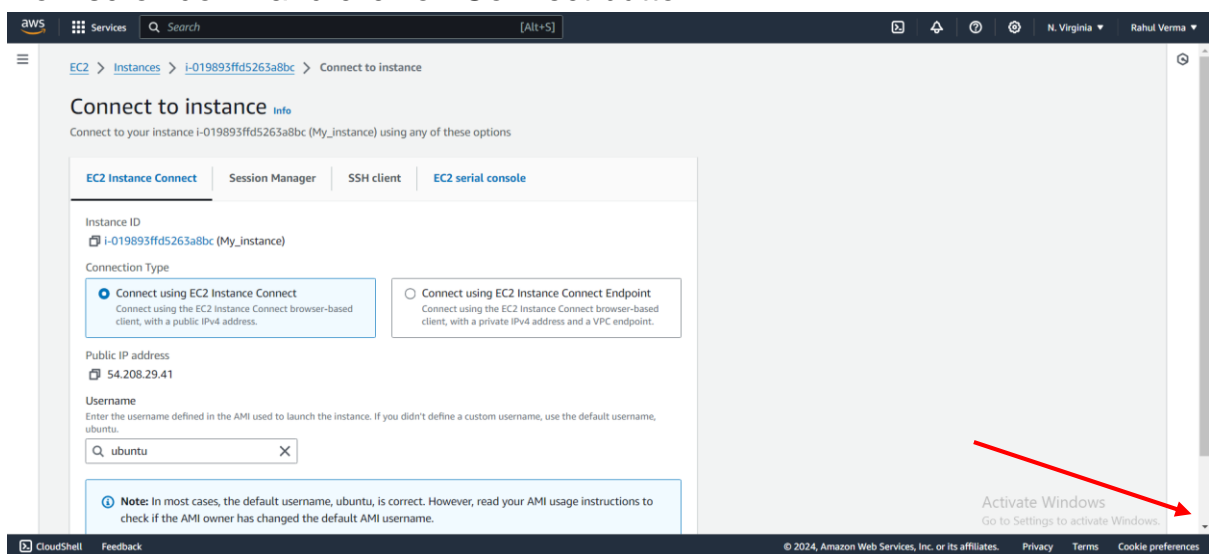 aws Services Search [Alt+S] N. Virginia ▼ Rahul Verma ▼
EC2 > Instances > i-019893ffd5263a8bc > Connect to instance
Connect to instance Info
Connect to your instance i-019893ffd5263a8bc (My_instance) using any of these options
EC2 Instance Connect Session Manager SSH client EC2 serial console
Instance ID
i-019893ffd5263a8bc (My_instance)
Connection Type
Connect using EC2 Instance Connect Connect using EC2 Instance Connect Endpoint
Connect using the EC2 Instance Connect browser-based Connect using the EC2 Instance Connect browser-based
client, with a public IPv4 address. client, with a private IPv4 address and a VPC endpoint.
Public IP address
54.208.29.41
Username
Enter the username defined in the AMI used to launch the instance. If you didn't define a custom username, use the default username,
ubuntu.
ubuntu
Note: In most cases, the default username, ubuntu, is correct. However, read your AMI usage instructions to
check if the AMI owner has changed the default AMI username.
Activate Windows
Go to Settings to activate Windows.
CloudShell Feedback © 2024, Amazon Web Services, Inc. or its affiliates. Privacy Terms Cookie preferences